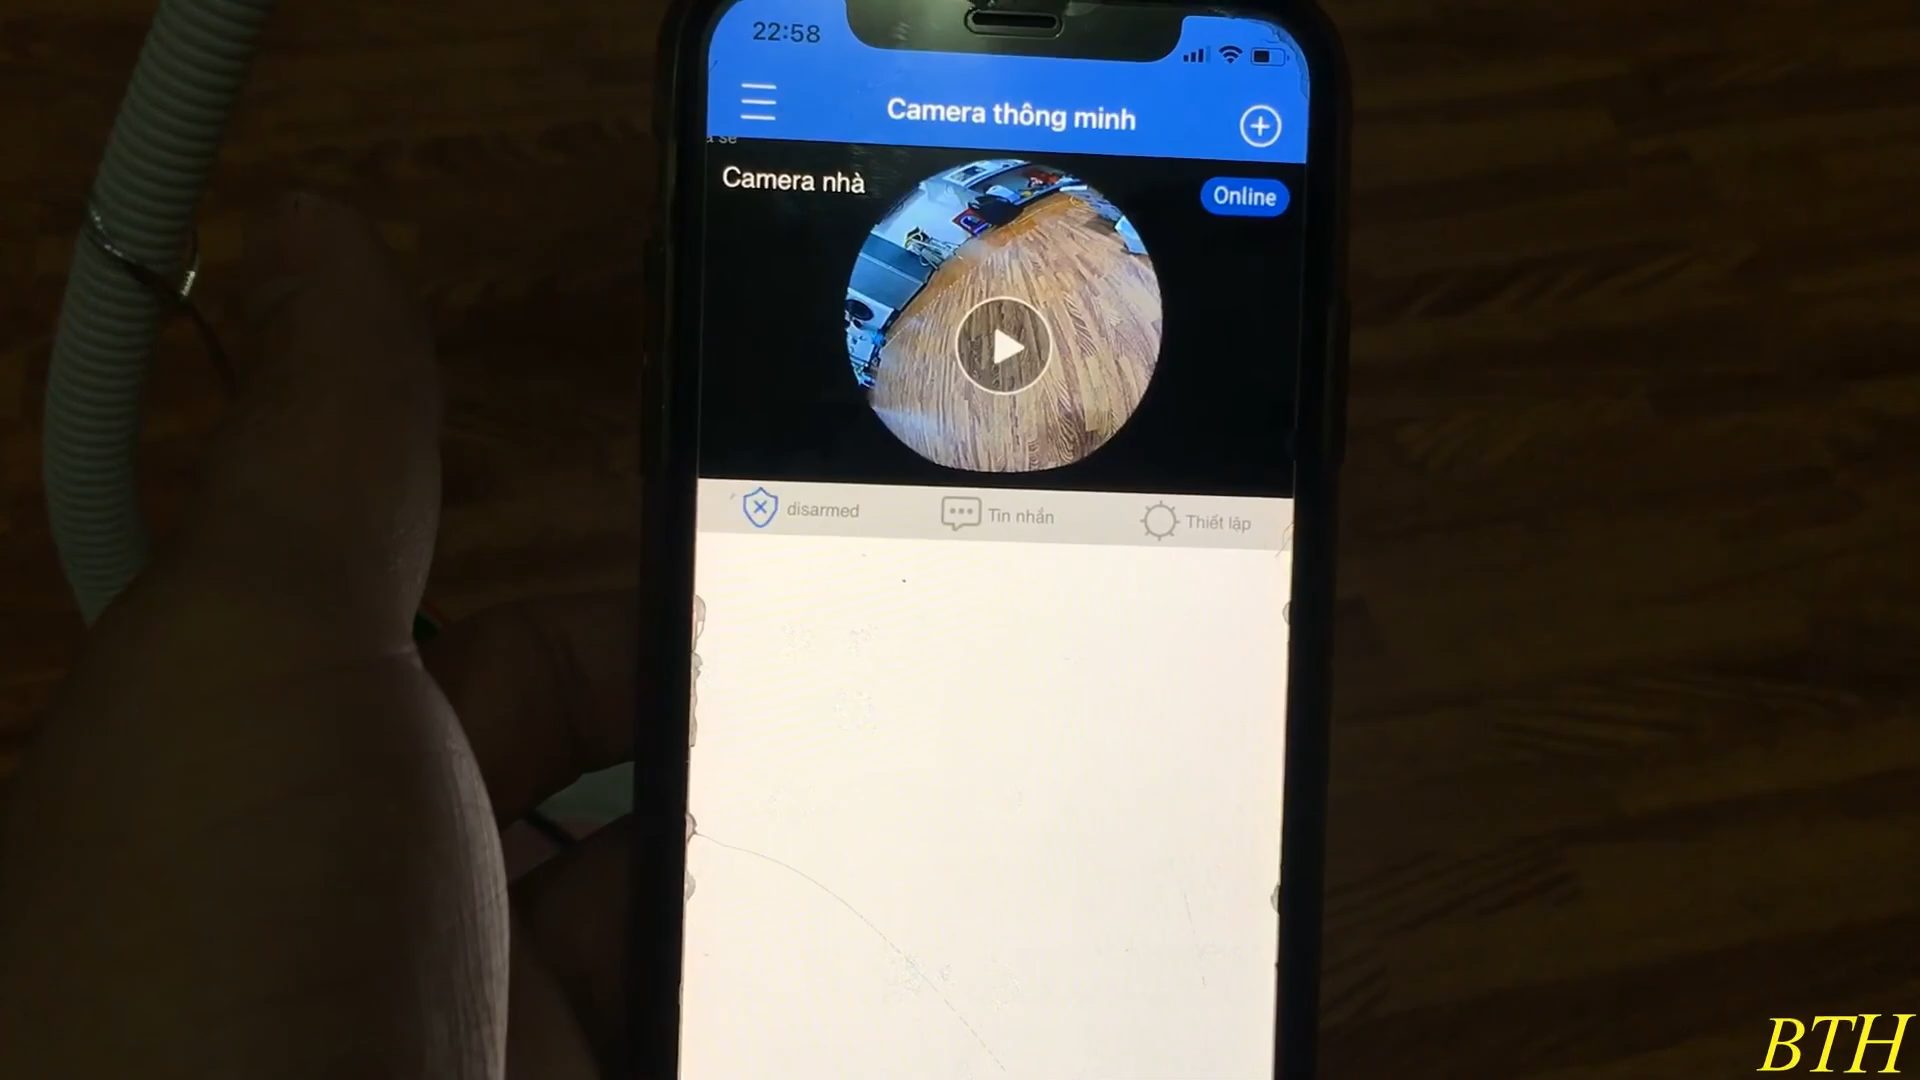 22:58
Camera thông minh
Camera nhà
Online
disarmed
Tin nhắn
Thiết lập
BTH